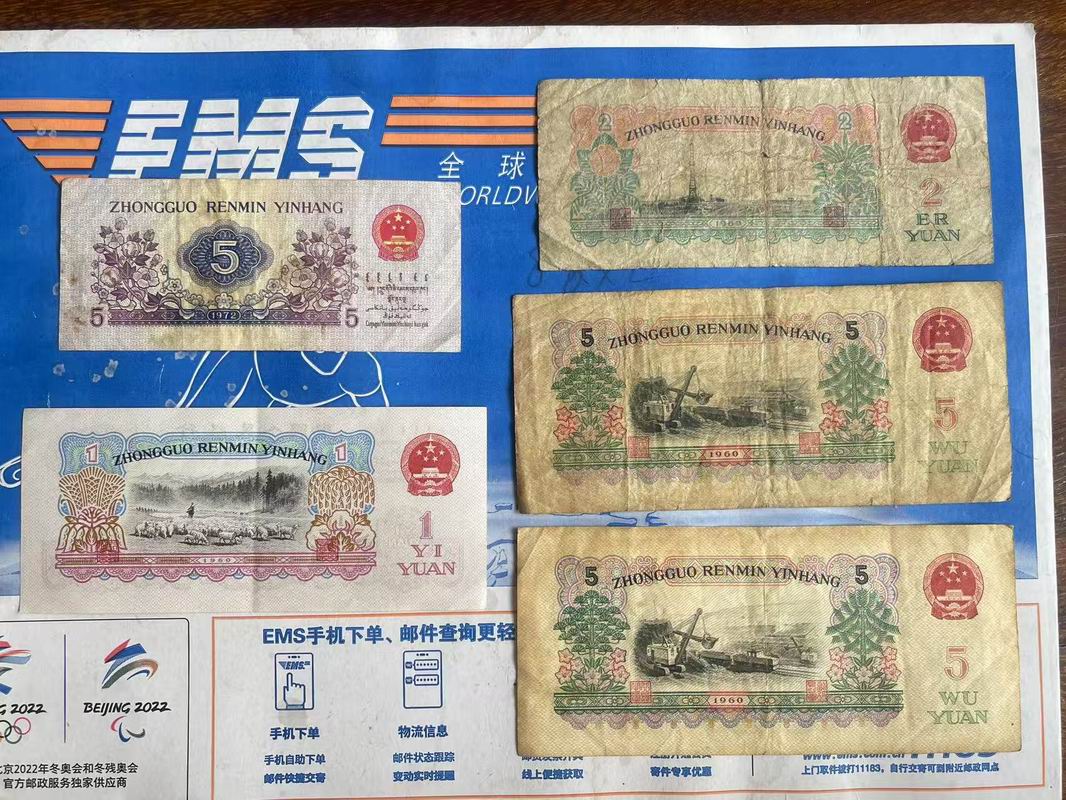 EMS
全 球
ORLDW
ZHONGGUO RENMIN YINHANG
5
1972
5
5
ZHONGGUO RENMIN YINHANG
2
2
2
ER
YUAN
ZHONGGUO RENMIN YINHANG
5
5
5
WU
YUAN
1960
ZHONGGUO RENMIN YINHANG
1
1
1
YI
YUAN
1960
ZHONGGUO RENMIN YINHANG
5
5
5
WU
YUAN
1960
EMS手机下单、邮件查询更轻
EMS
手机下单
手机自助下单
邮件快捷交寄
物流信息
邮件状态跟踪
变动实时提醒
线上便捷获取
寄件专享优惠
上门取件拨打11183，自行交寄可到附近邮政网点
G 2022
BEIJING 2022
北京2022年冬奥会和冬残奥会
官方邮政服务独家供应商